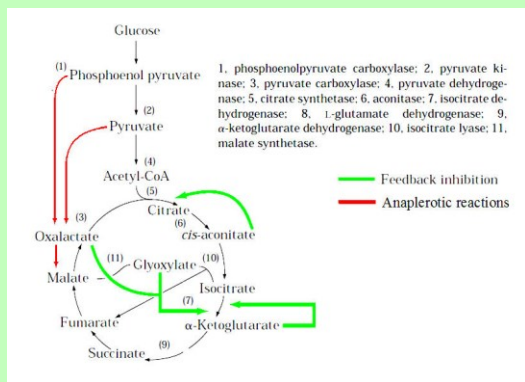 Glucose
(1)
Phosphoenol pyruvate
(2)
Pyruvate
(4)
Acetyl-CoA
(5)
Citrate
(3)
(6)
Oxalactate
cis-aconitate
(11)
Glyoxylate
(10)
Malate
Isocitrate
(7)
Fumarate
α-Ketoglutarate
Succinate
(9)
1, phosphoenolpyruvate carboxylase; 2, pyruvate ki-
nase; 3, pyruvate carboxylase; 4, pyruvate dehydroge-
nase; 5, citrate synthetase; 6, aconitase; 7, isocitrate de-
hydrogenase; 8, L-glutamate dehydrogenase; 9,
α-ketoglutarate dehydrogenase; 10, isocitrate lyase; 11,
malate synthetase.
Feedback inhibition
Anaplerotic reactions